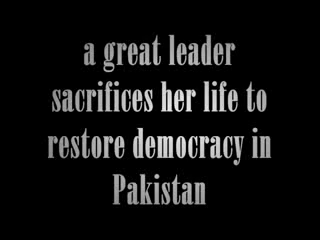 a great leader
sacrifices her life to
restore democracy in
Pakistan